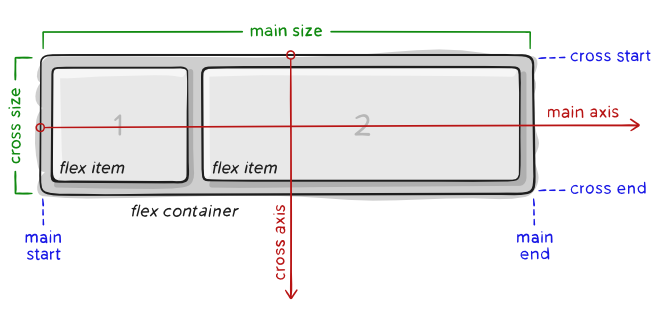 main size
cross start
cross size
main axis
1
2
flex item
flex item
cross end
flex container
cross axis
main
start
main
end